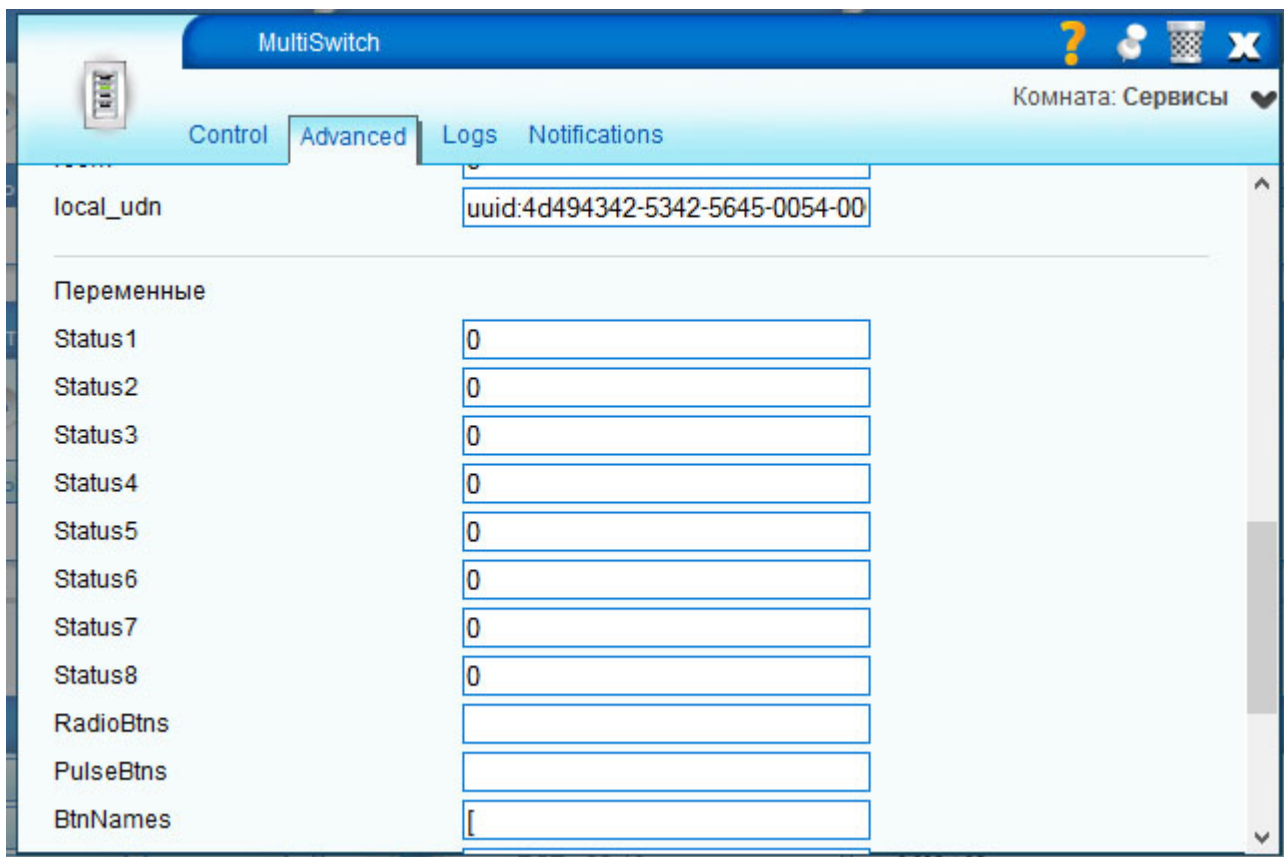 MultiSwitch
Комната: Сервисы
Control Advanced Logs Notifications
local_udn uuid:4d494342-5342-5645-0054-00
Переменные
Status1 0
Status2 0
Status3 0
Status4 0
Status5 0
Status6 0
Status7 0
Status8 0
RadioBtns
PulseBtns
BtnNames [